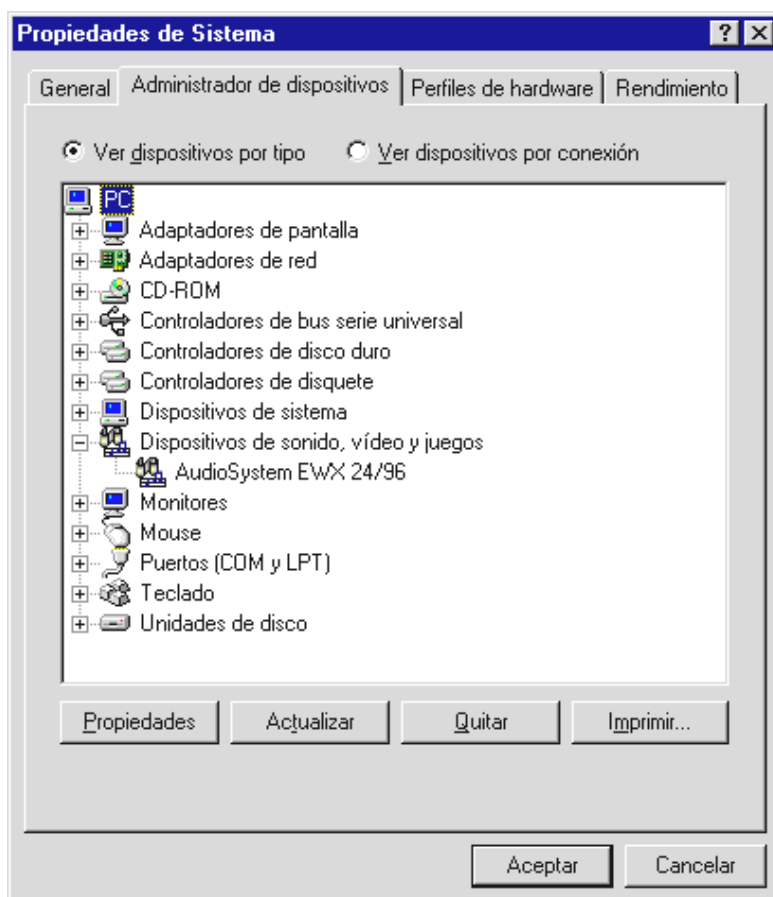 Propiedades de Sistema
General Administrador de dispositivos Perfiles de hardware Rendimiento
Ver dispositivos por tipo Ver dispositivos por conexión
PC
Adaptadores de pantalla
Adaptadores de red
CD-ROM
Controladores de bus serie universal
Controladores de disco duro
Controladores de disquete
Dispositivos de sistema
Dispositivos de sonido, vídeo y juegos
AudioSystem EWX 24/96
Monitores
Mouse
Puertos (COM y LPT)
Teclado
Unidades de disco
Propiedades Actualizar Quitar Imprimir...
Aceptar Cancelar